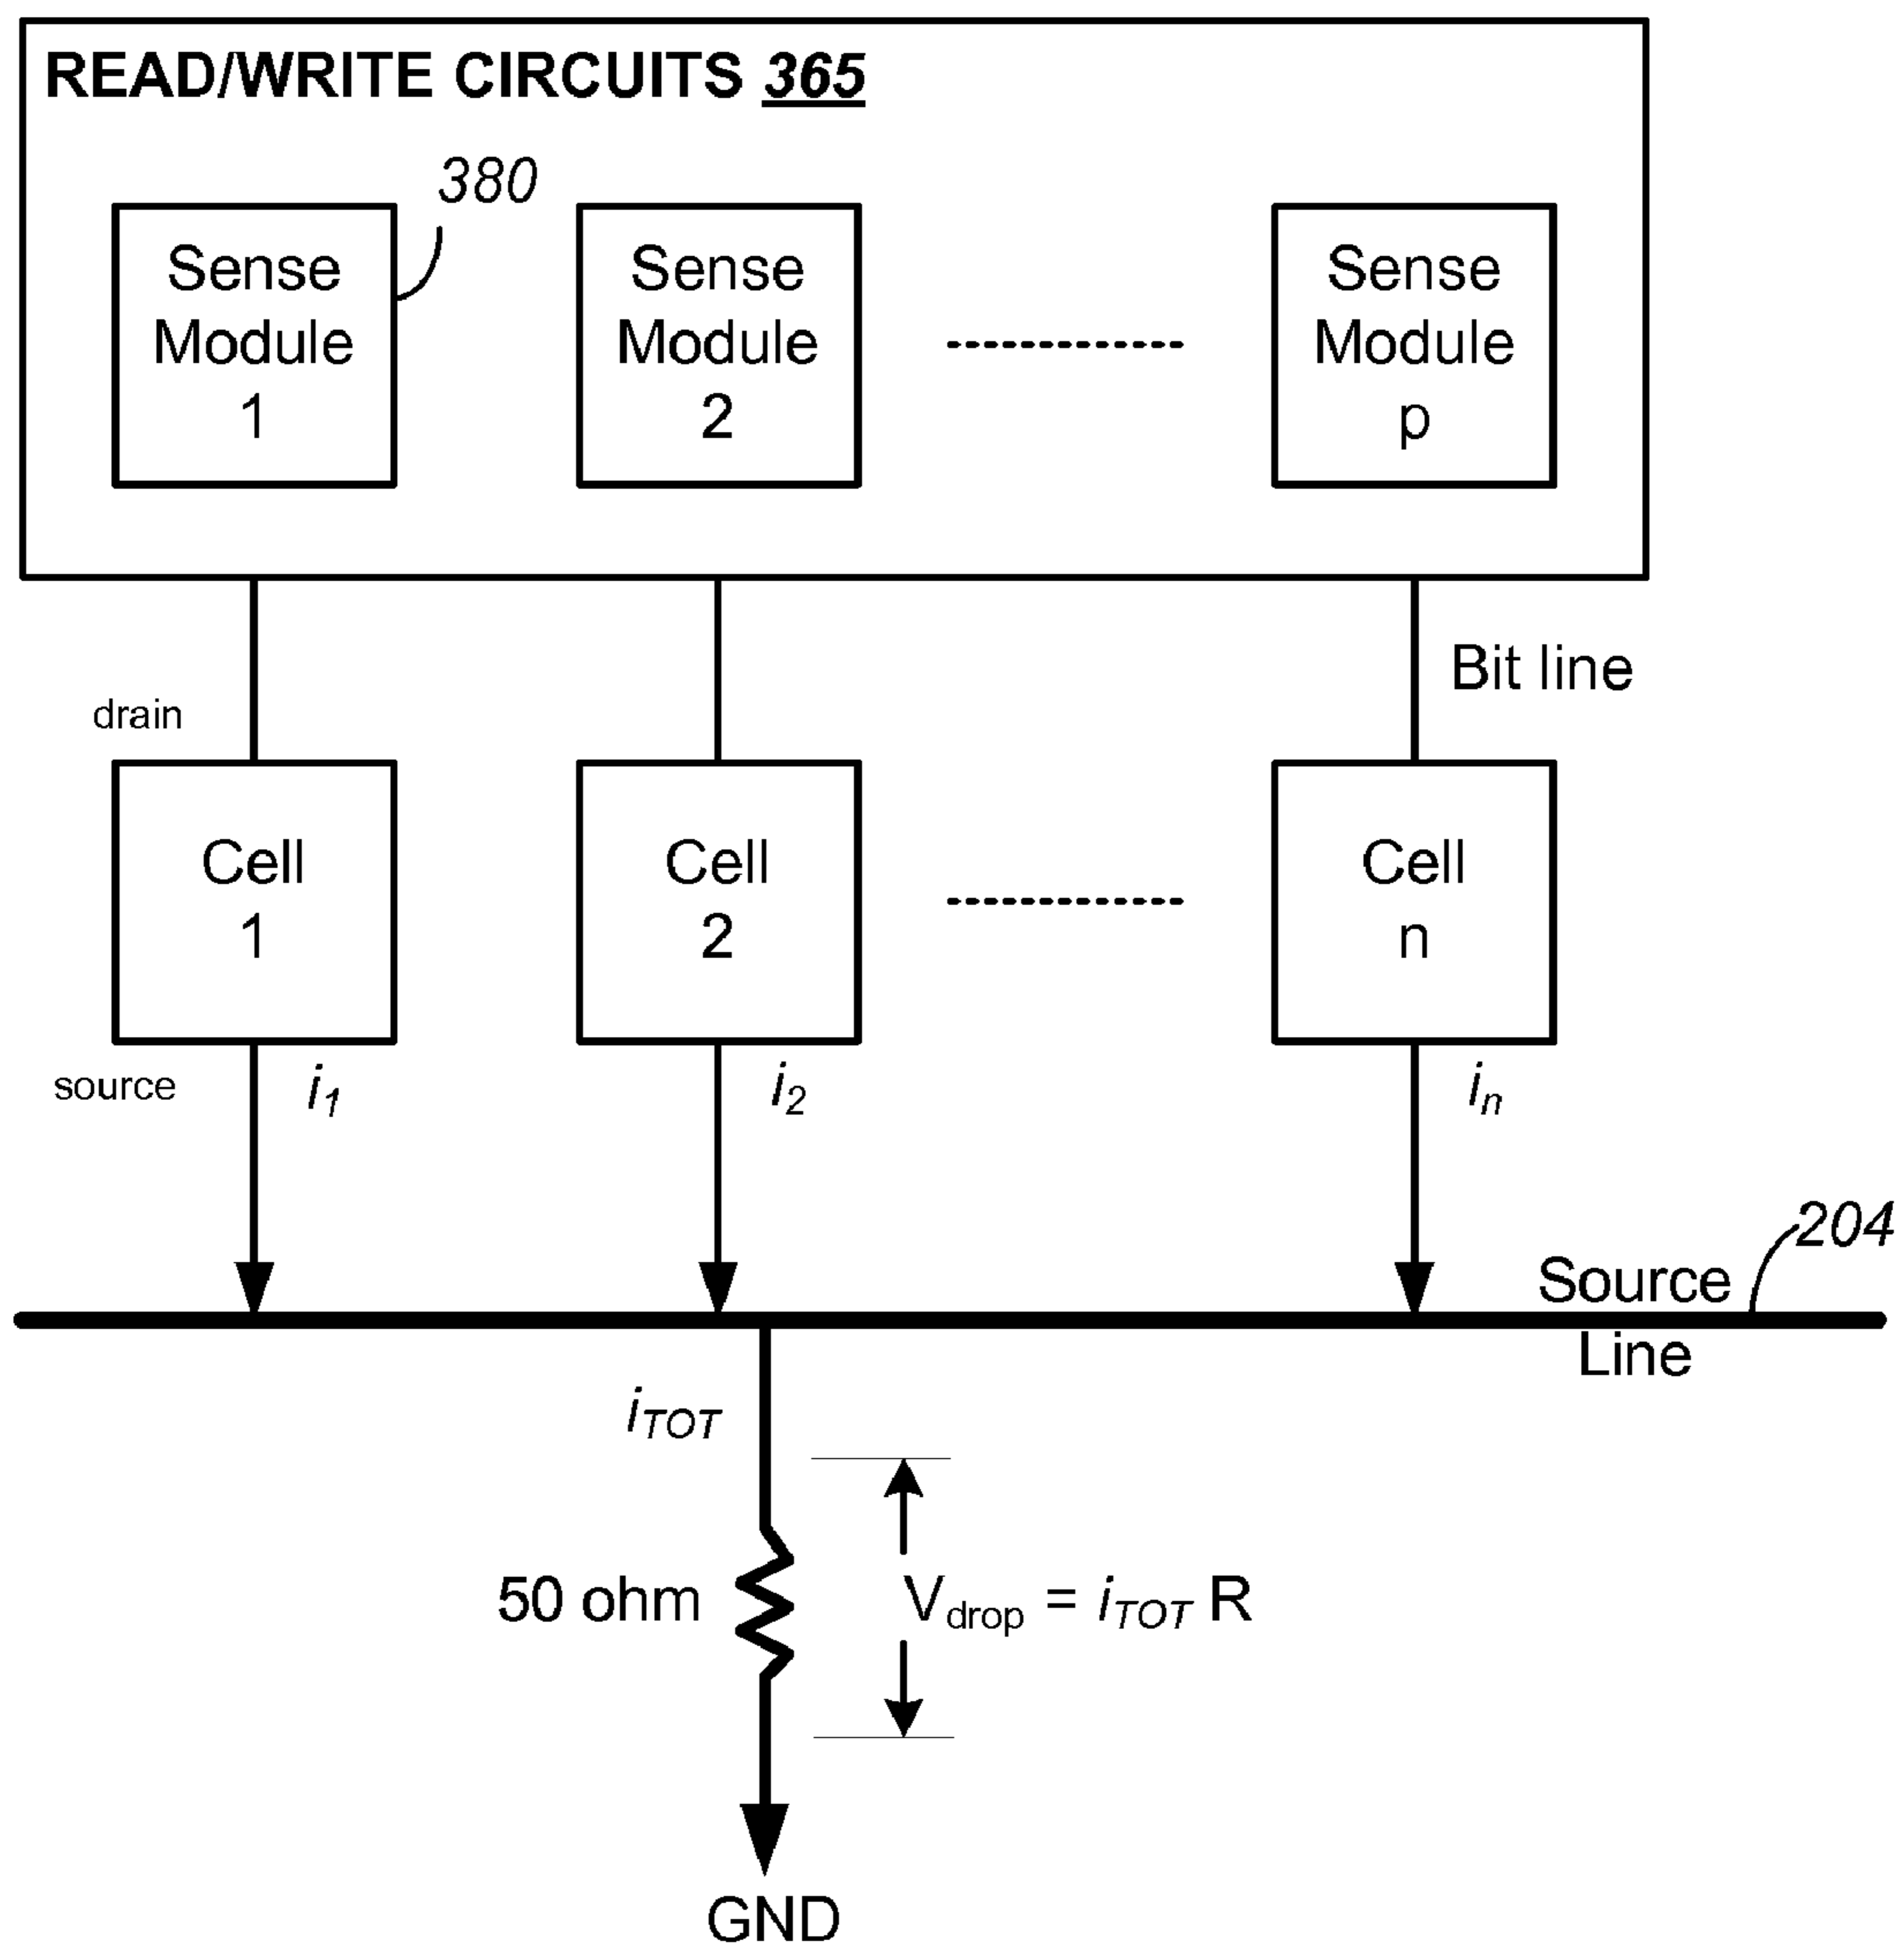 READ/WRITE CIRCUITS 365
380
Sense
Module
1
Sense
Module
2
Sense
Module
p
Bit line
drain
Cell
1
Cell
2
Cell
n
source
i1
i2
in
204
Source
Line
iTOT
50 ohm
Vdrop = iTOT R
GND